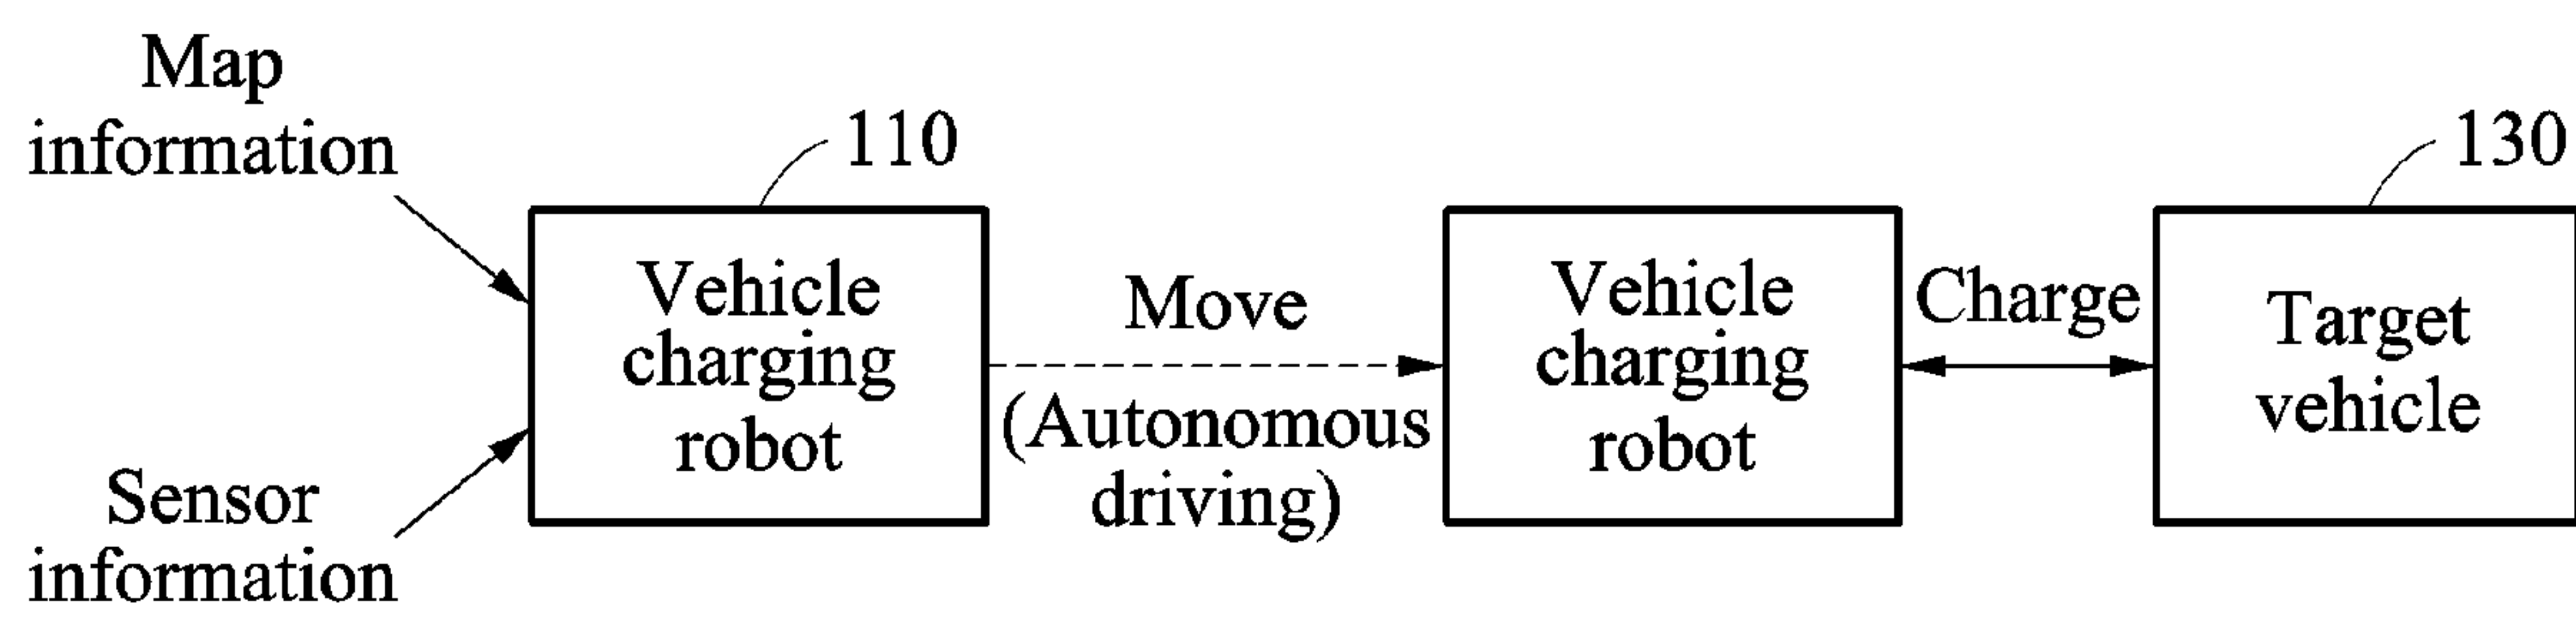 Map
information
110
130
Vehicle
charging
robot
Move
(Autonomous
driving)
Vehicle
charging
robot
Charge
Target
vehicle
Sensor
information